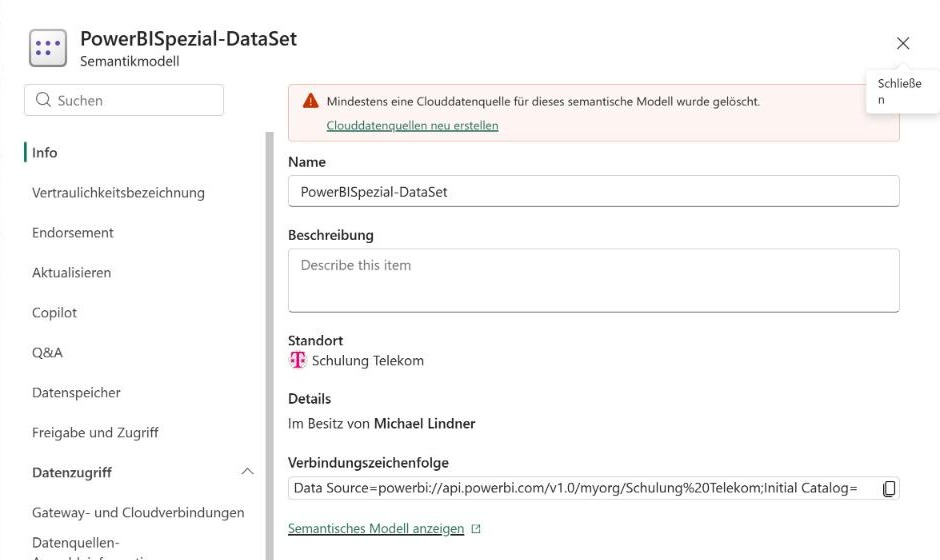 PowerBISpezial-DataSet
Semantikmodell
Schließe
n
Suchen
Info
Vertraulichkeitsbezeichnung
Endorsement
Aktualisieren
Copilot
Q&A
Datenspeicher
Freigabe und Zugriff
Datenzugriff
Gateway- und Cloudverbindungen
Datenquellen-
Mindestens eine Clouddatenquelle für dieses semantische Modell wurde gelöscht.
Clouddatenquellen neu erstellen
Name
PowerBISpezial-DataSet
Beschreibung
Describe this item
Standort
Schulung Telekom
Details
Im Besitz von Michael Lindner
Verbindungszeichenfolge
Data Source=powerbi://api.powerbi.com/v1.0/myorg/Schulung%20Telekom;Initial Catalog=
Semantisches Modell anzeigen